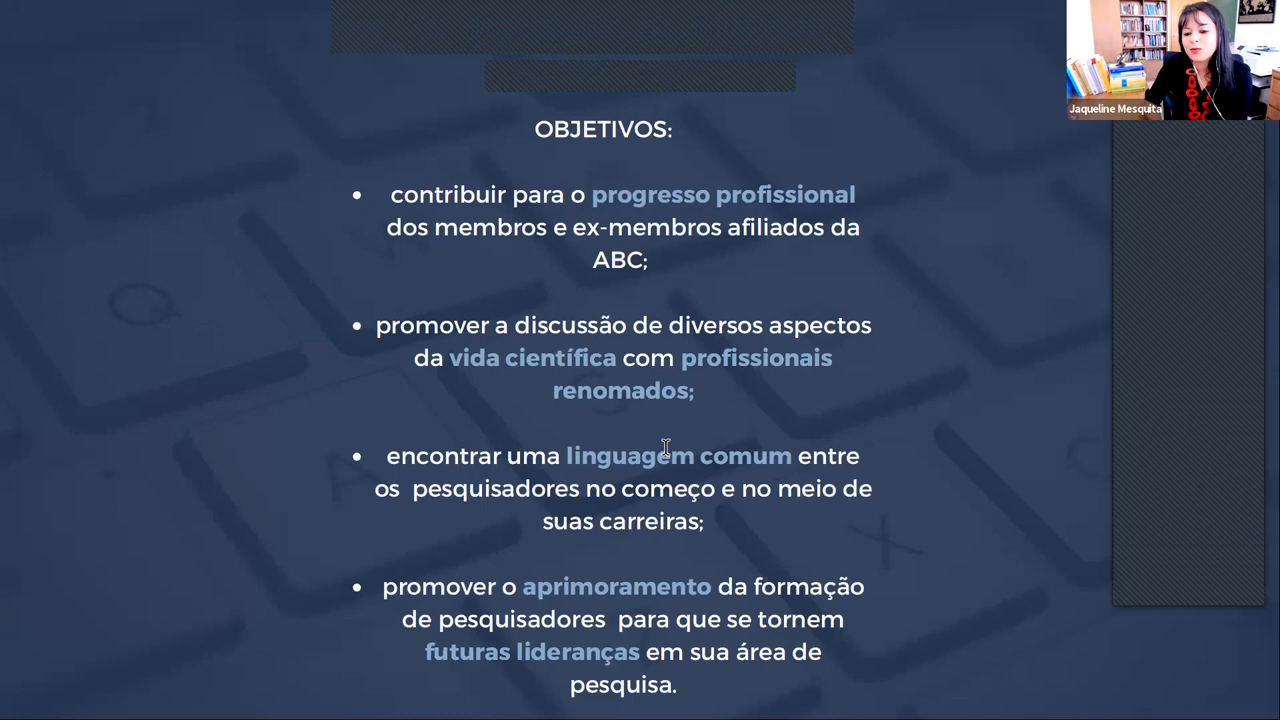 Jaqueline Mesquita
OBJETIVOS:
• contribuir para o progresso profissional
dos membros e ex-membros afiliados da
ABC;
• promover a discussão de diversos aspectos
da vida científica com profissionais
renomados;
• encontrar uma linguagem comum entre
os pesquisadores no começo e no meio de
suas carreiras;
• promover o aprimoramento da formação
de pesquisadores para que se tornem
futuras lideranças em sua área de
pesquisa.